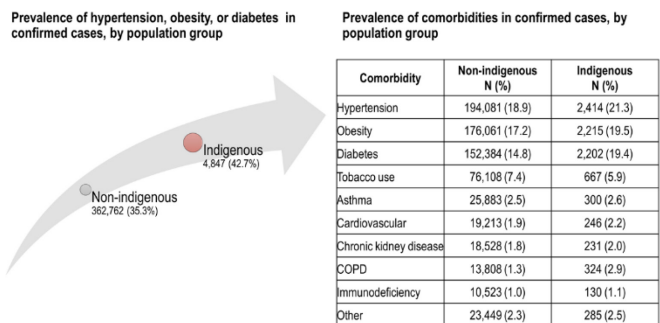 Prevalence of hypertension, obesity, or diabetes in
confirmed cases, by population group
Indigenous
4,847 (42.7%)
Non-indigenous
362,762 (35.3%)
Prevalence of comorbidities in confirmed cases, by
population group
Comorbidity Non-indigenous N (%) Indigenous N (%)
Hypertension 194,081 (18.9) 2,414 (21.3)
Obesity 176,061 (17.2) 2,215 (19.5)
Diabetes 152,384 (14.8) 2,202 (19.4)
Tobacco use 76,108 (7.4) 667 (5.9)
Asthma 25,883 (2.5) 300 (2.6)
Cardiovascular 19,213 (1.9) 246 (2.2)
Chronic kidney disease 18,528 (1.8) 231 (2.0)
COPD 13,808 (1.3) 324 (2.9)
Immunodeficiency 10,523 (1.0) 130 (1.1)
Other 23,449 (2.3) 285 (2.5)